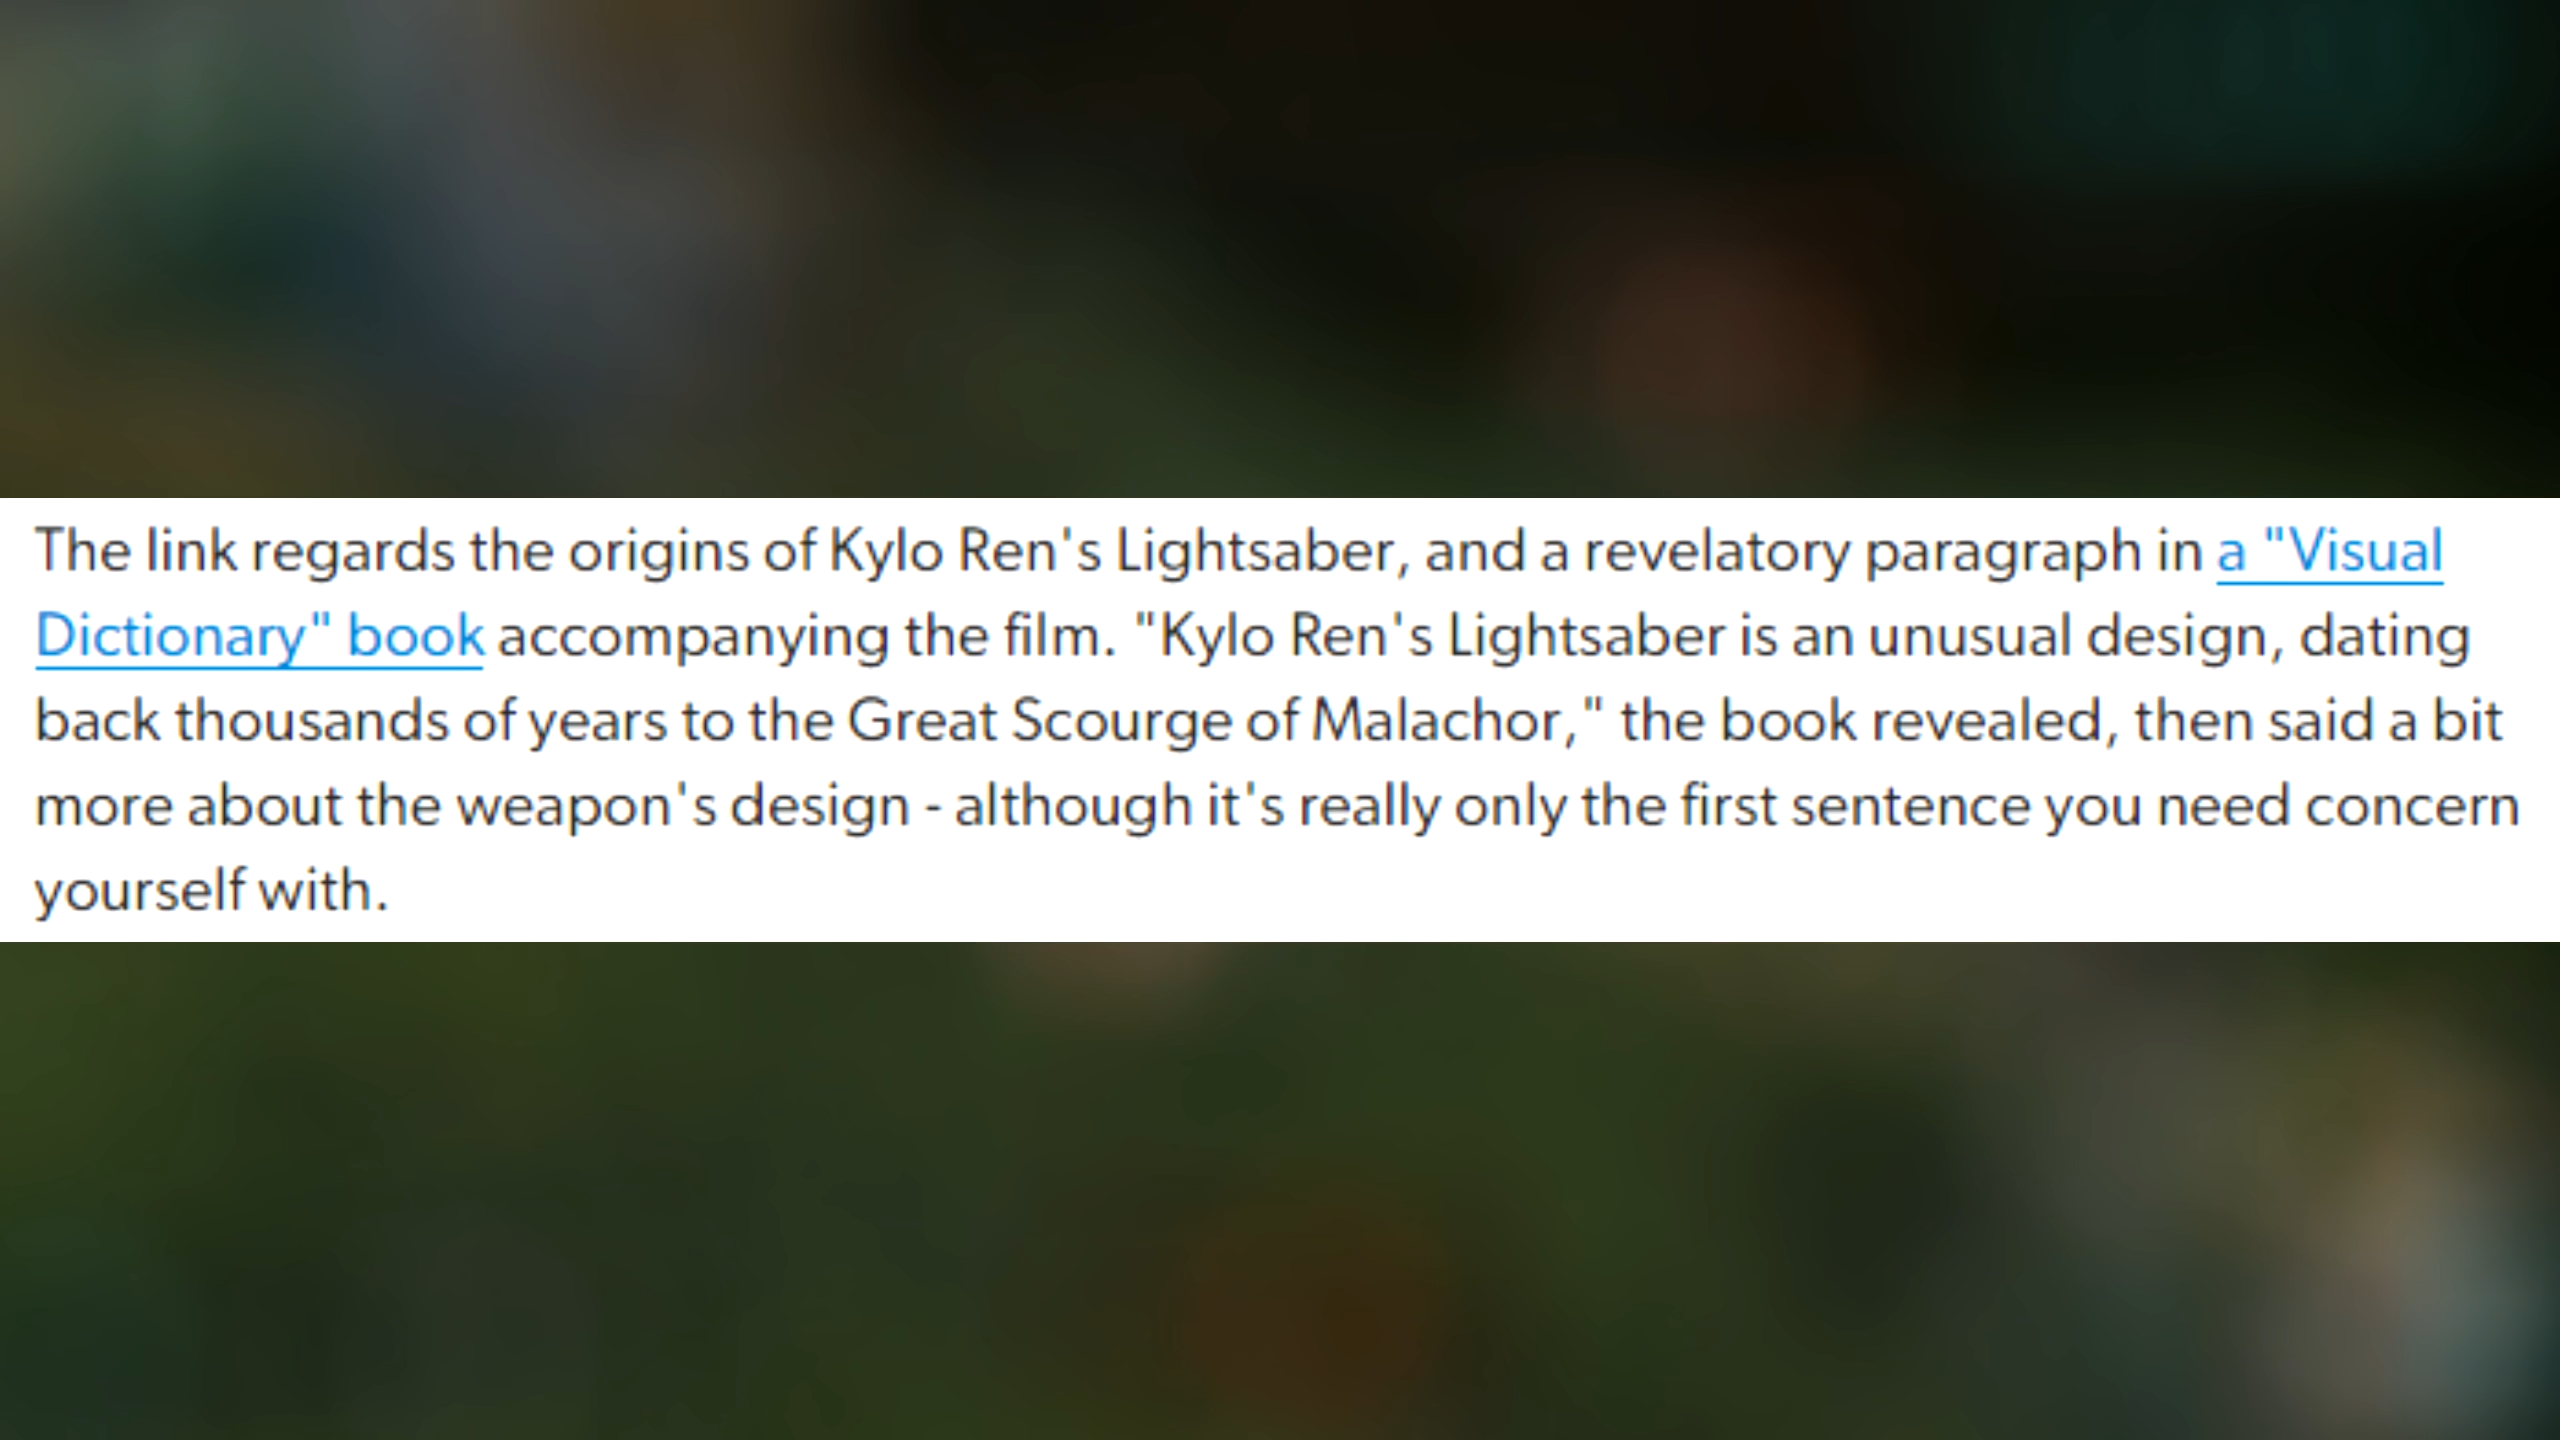 The link regards the origins of Kylo Ren's Lightsaber, and a revelatory paragraph in a "Visual
Dictionary" book accompanying the film. "Kylo Ren's Lightsaber is an unusual design, dating
back thousands of years to the Great Scourge of Malachor," the book revealed, then said a bit
more about the weapon's design - although it's really only the first sentence you need concern
yourself with.